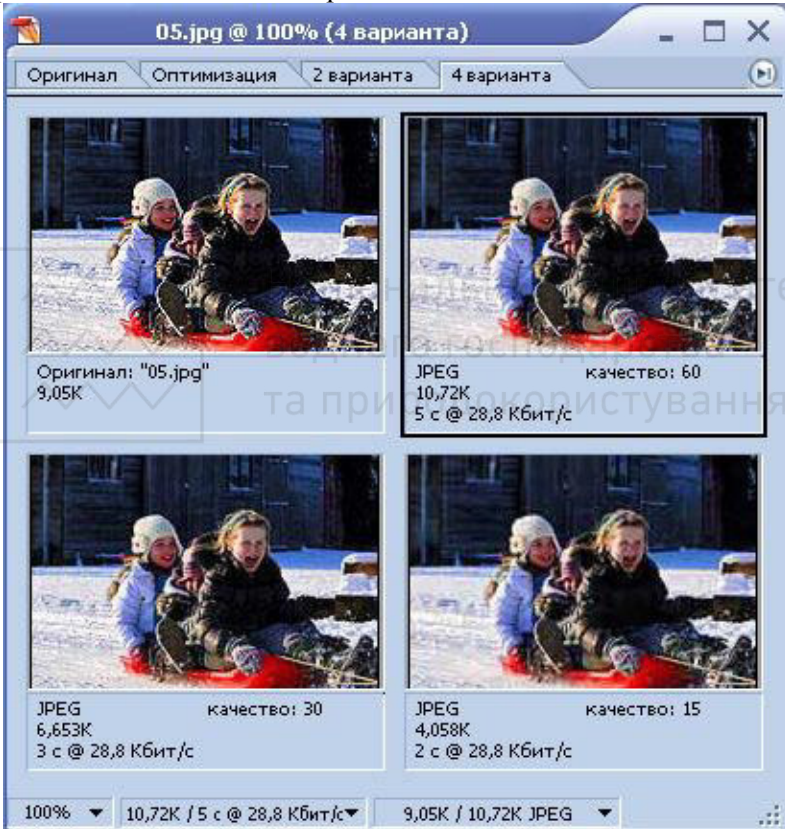 05.jpg @ 100% (4 варианта)
Оригинал Оптимизация 2 варианта 4 варианта
Оригинал: "05.jpg"
9,05K
JPEG качество: 60
10,72K
5 с @ 28,8 Кбит/с
та
JPEG качество: 30
6,653K
3 с @ 28,8 Кбит/с
JPEG качество: 15
4,058K
2 с @ 28,8 Кбит/с
100% 10,72K / 5 с @ 28,8 Кбит/с 9,05K / 10,72K JPEG